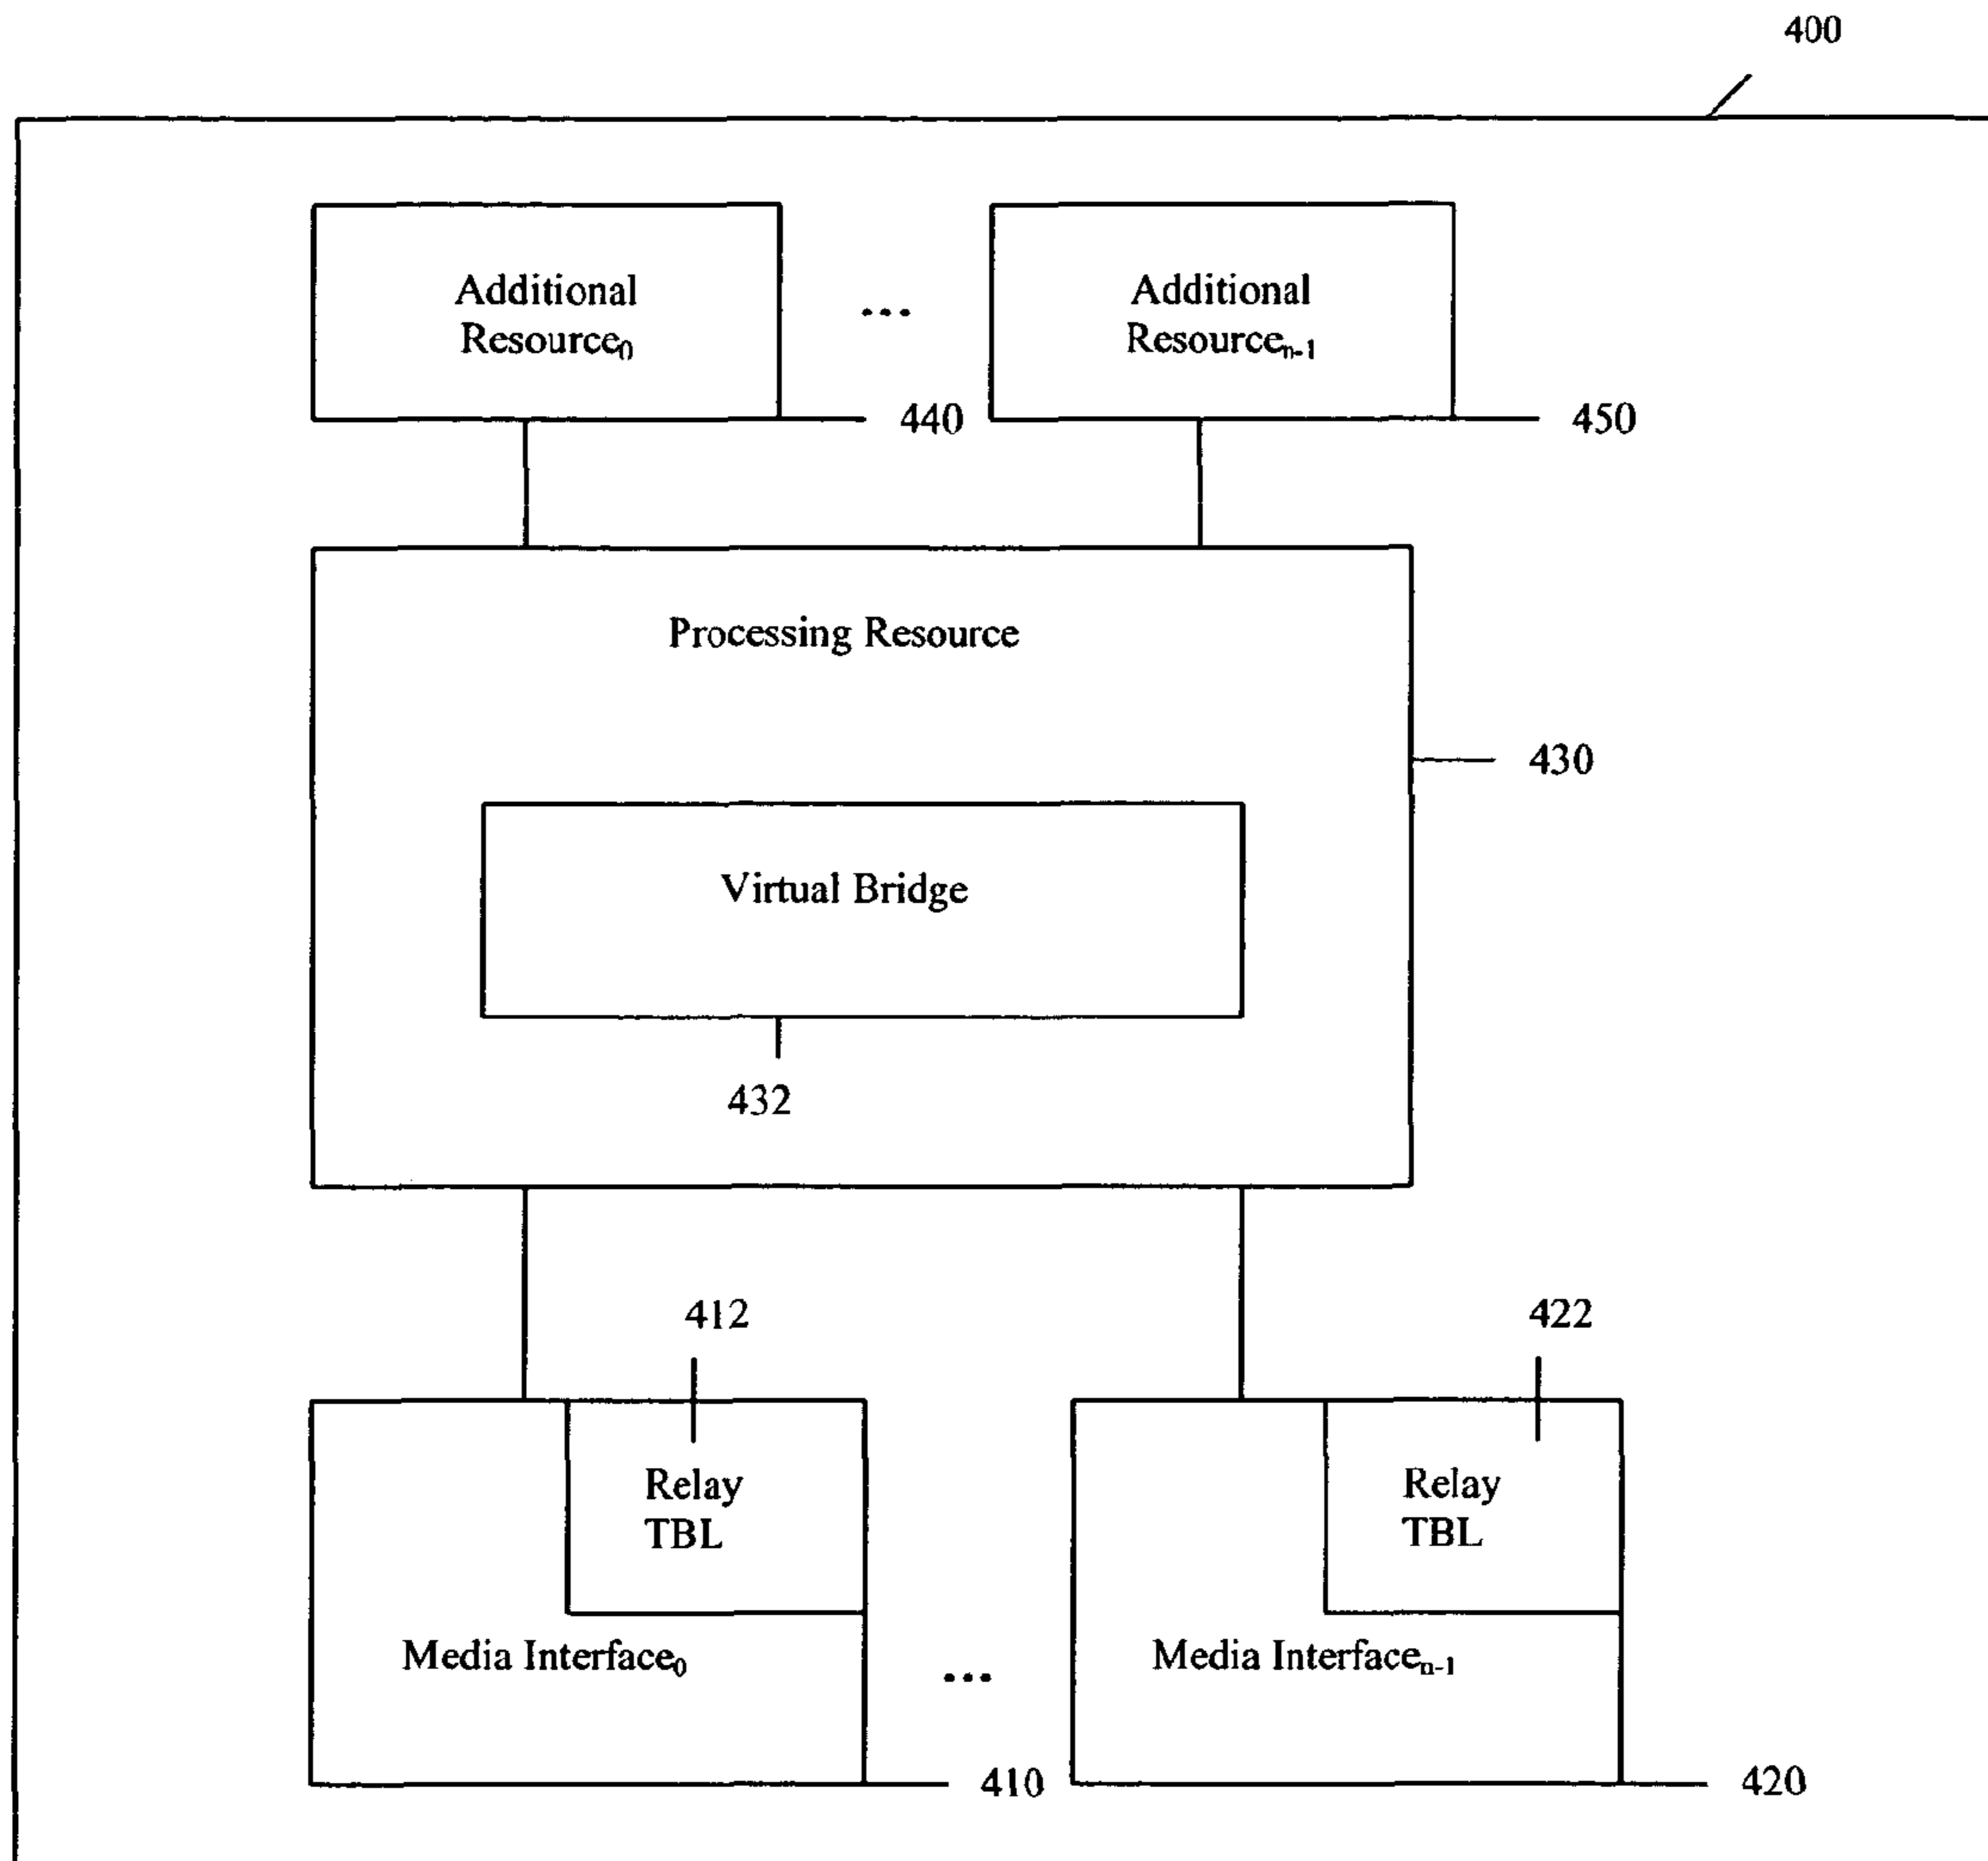 400
Additional
Resource₀
...
Additional
Resourceₙ₋₁
440
450
Processing Resource
430
Virtual Bridge
432
412
422
Relay
TBL
Relay
TBL
Media Interface₀
...
Media Interfaceₙ₋₁
410
420